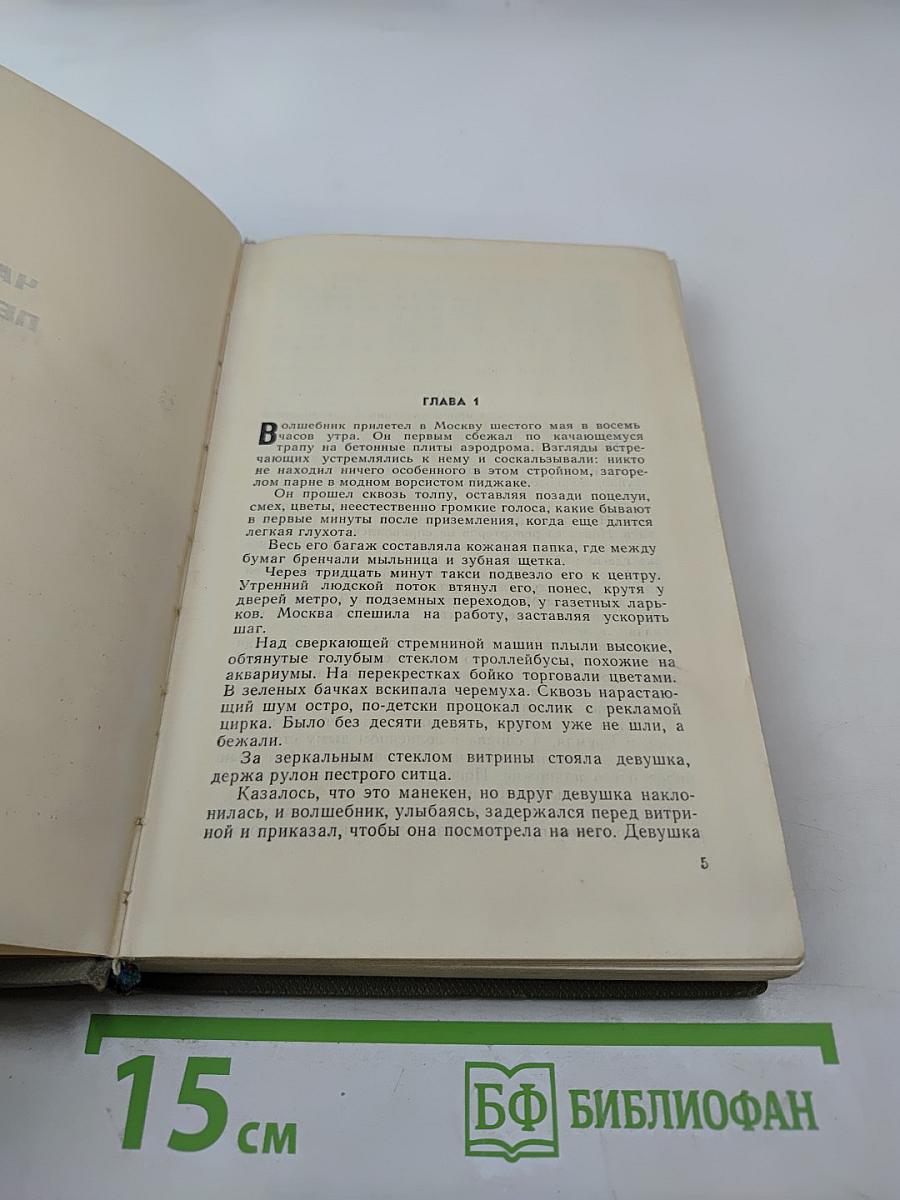 ГЛАВА 1
Волшебник прилетел в Москву шестого мая в восемь
часов утра. Он первым сбежал по качающемуся
трапу на бетонные плиты аэродрома. Взгляды встре-
чающих устремлялись к нему и соскальзывали: никто
не находил ничего особенного в этом стройном, загоре-
лом парне в модном ворсистом пиджаке.
Он прошел сквозь толпу, оставляя позади поцелуи,
смех, цветы, неестественно громкие голоса, какие бывают
в первые минуты после приземления, когда еще длится
легкая глухота.
Весь его багаж составляла кожаная папка, где между
бумаг бренчали мыльница и зубная щетка.
Через тридцать минут такси подвезло его к центру.
Утренний людской поток втянул его, понес, крутя у
дверей метро, у подземных переходов, у газетных ларь-
ков. Москва спешила на работу, заставляя ускорить
шаг.
Над сверкающей стремниной машин плыли высокие,
обтянутые голубым стеклом троллейбусы, похожие на
аквариумы. На перекрестках бойко торговали цветами.
В зеленых бачках вскипала черемуха. Сквозь нарастаю-
щий шум остро, по-детски процокал ослик с рекламой
цирка. Было без десяти девять, кругом уже не шли, а
бежали.
За зеркальным стеклом витрины стояла девушка,
держа рулон пестрого ситца.
Казалось, что это манекен, но вдруг девушка накло-
нилась, и волшебник, улыбаясь, задержался перед витри-
ной и приказал, чтобы она посмотрела на него. Девушка
5
15 см
БФ БИБЛИОФАН